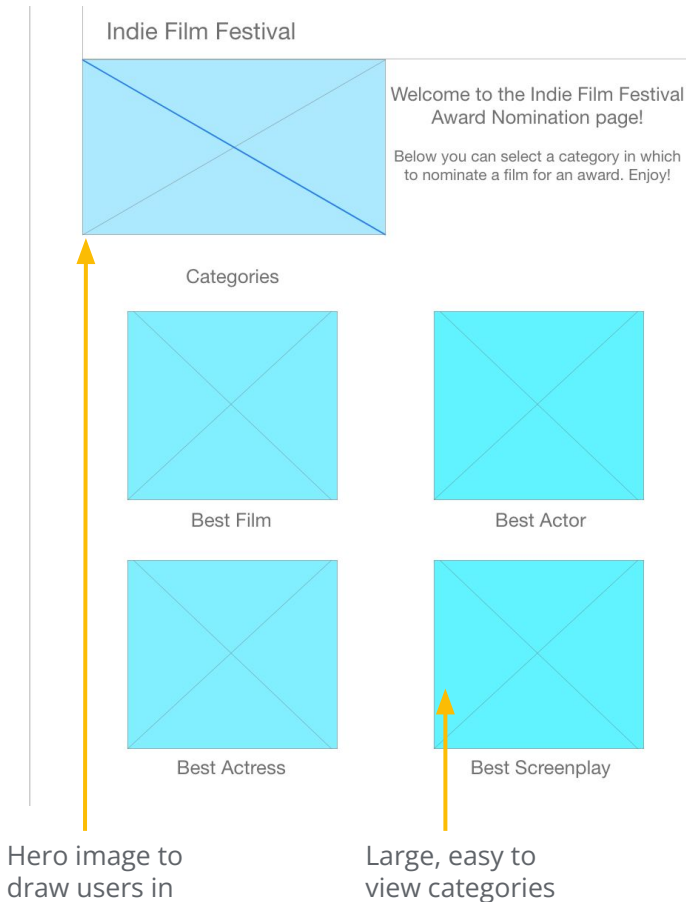 Indie Film Festival
Welcome to the Indie Film Festival
Award Nomination page!
Below you can select a category in which
to nominate a film for an award. Enjoy!
Categories
Best Film
Best Actor
Best Actress
Best Screenplay
Hero image to
draw users in
Large, easy to
view categories